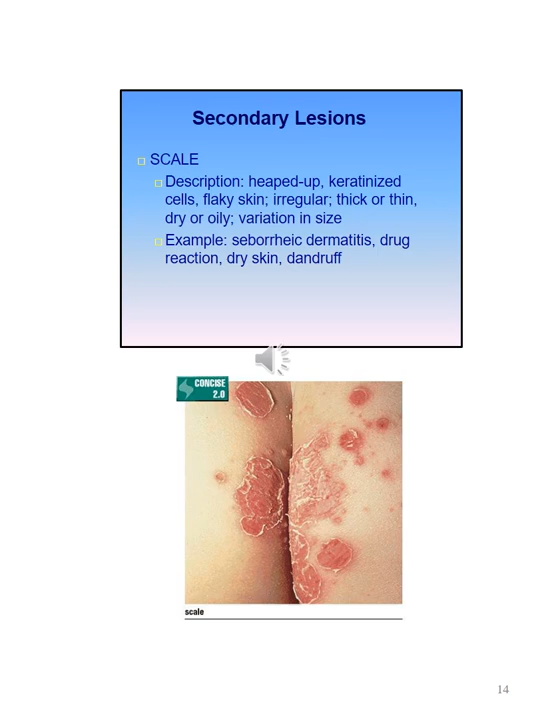 Secondary Lesions
SCALE
Description: heaped-up, keratinized
cells, flaky skin; irregular; thick or thin,
dry or oily; variation in size
Example: seborrheic dermatitis, drug
reaction, dry skin, dandruff
CONCISE
2.0
scale
14